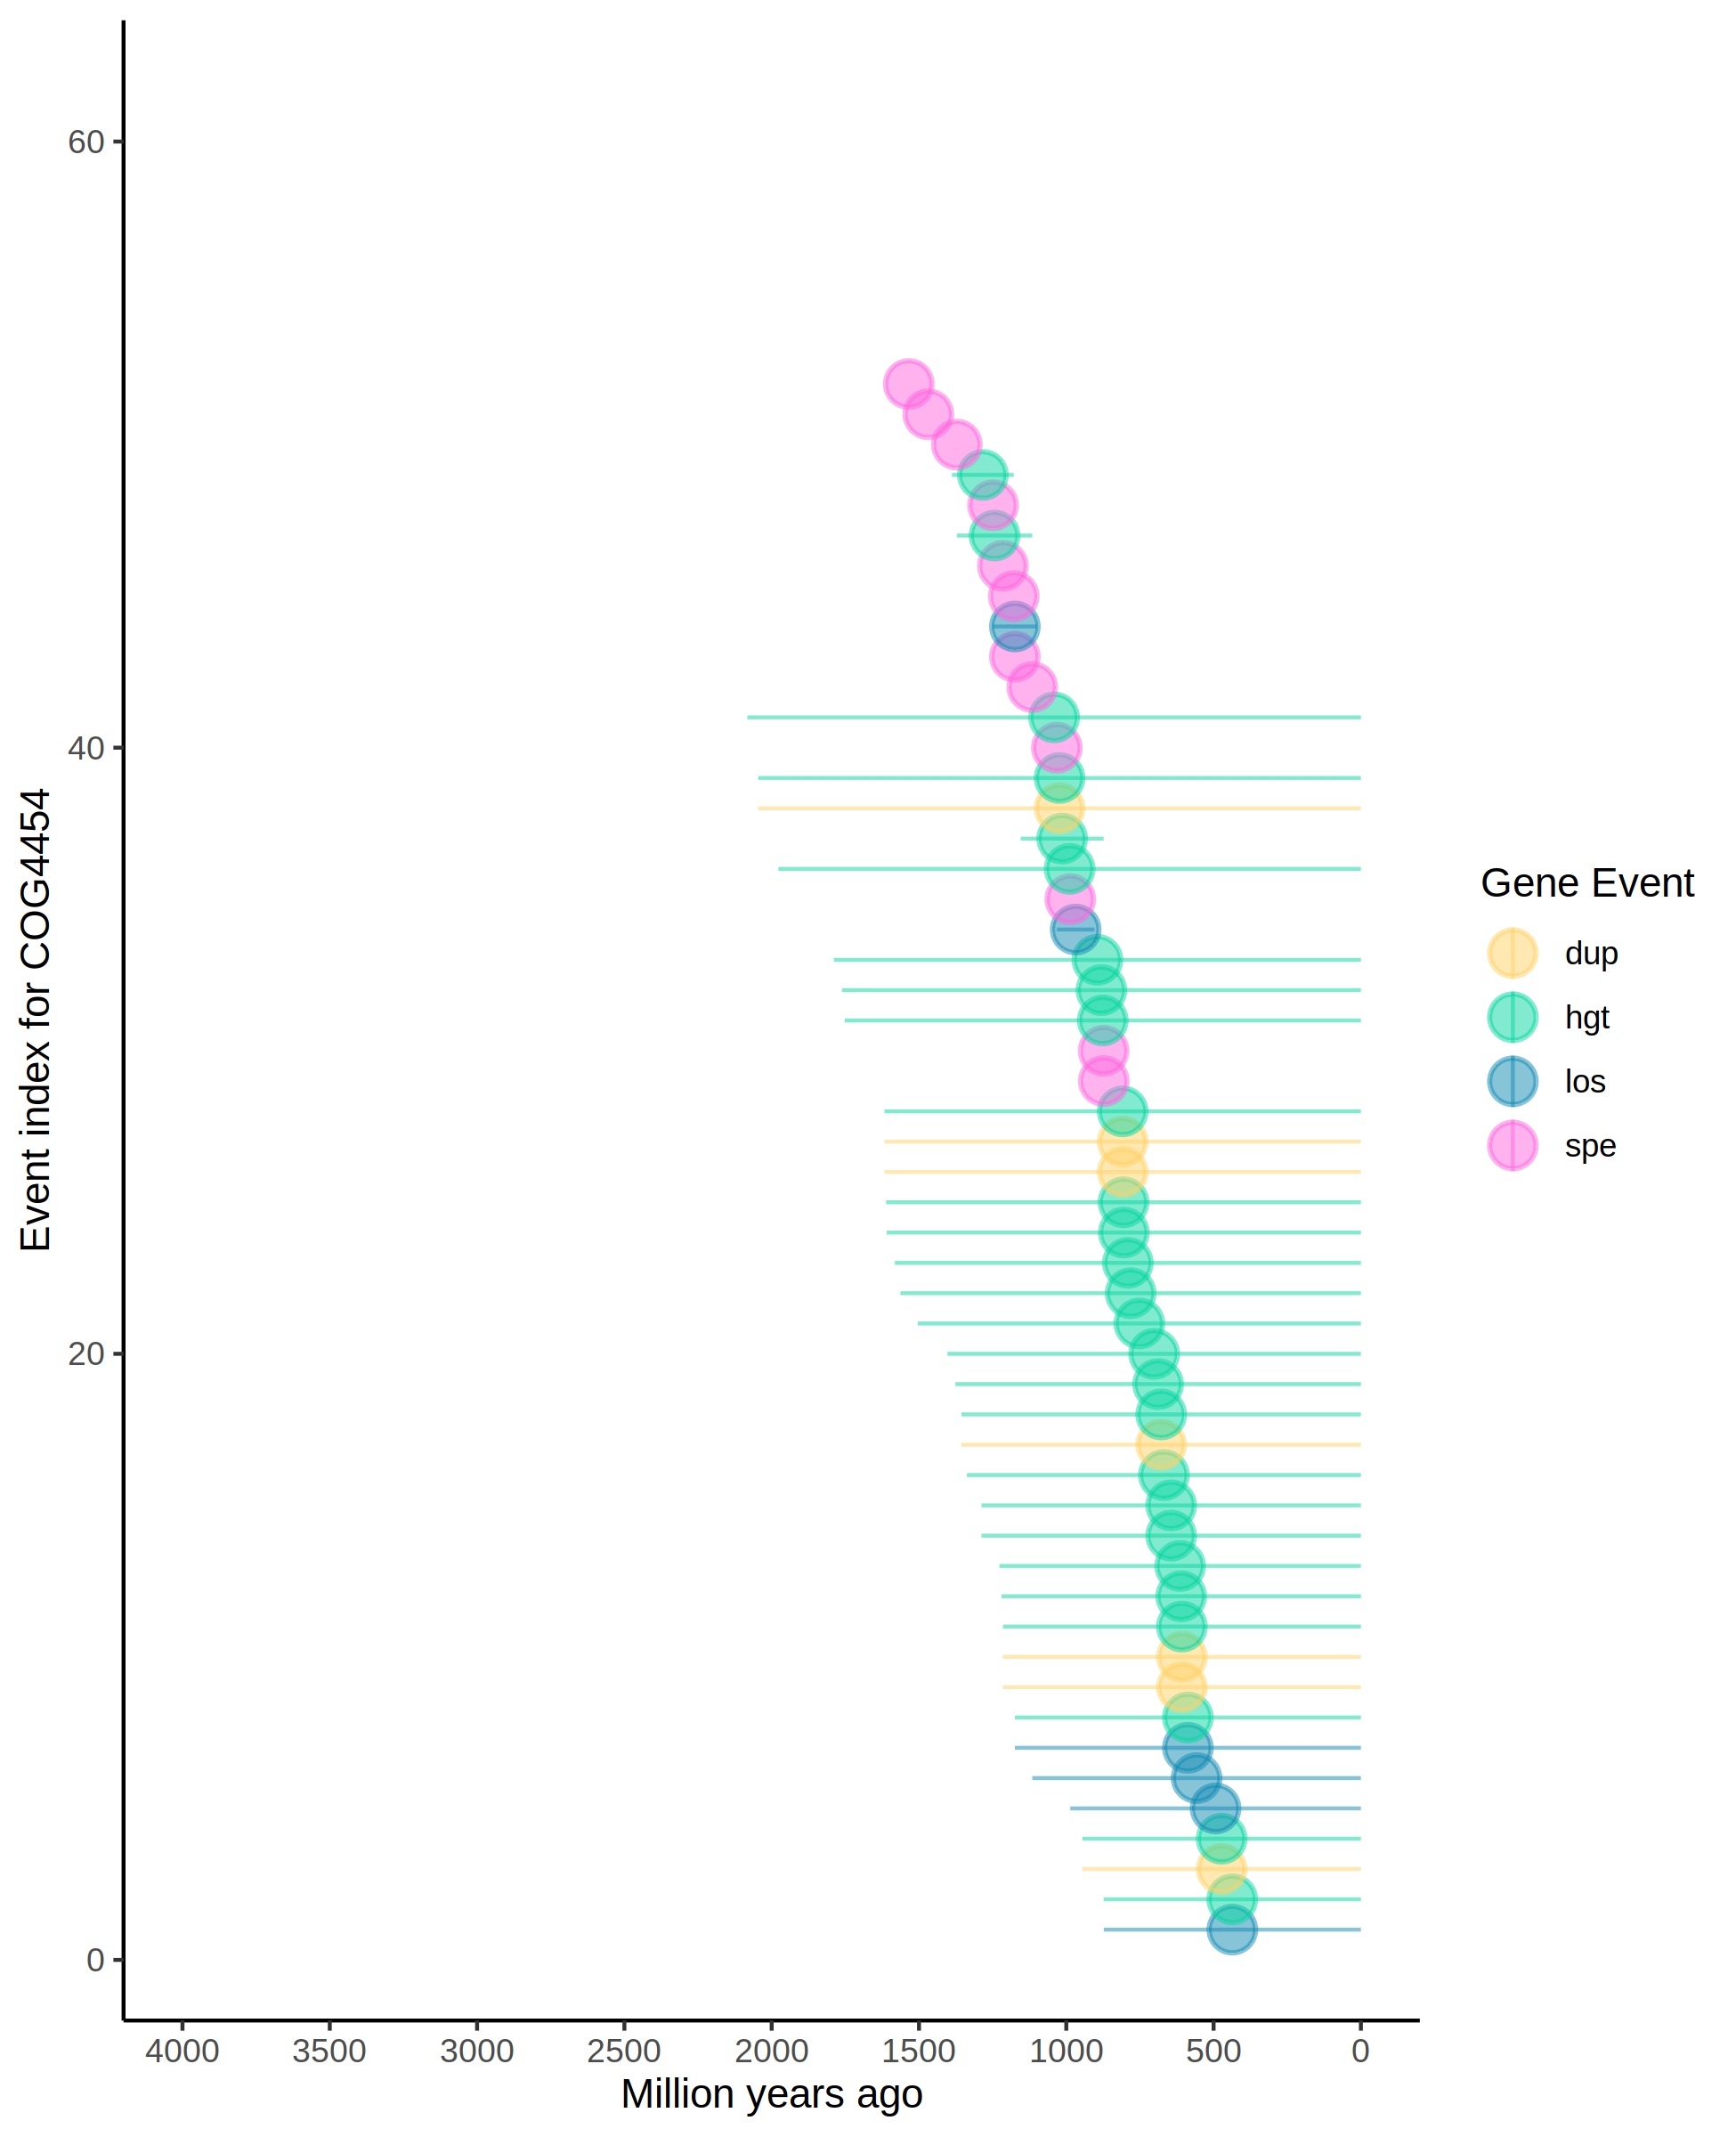 60
40
20
0
Event index for COG4454
4000 3500 3000 2500 2000 1500 1000 500 0
Million years ago
Gene Event
dup
hgt
los
spe